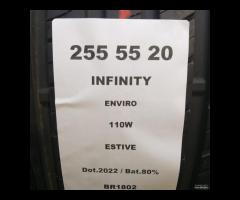 255 55 20
INFINITY
ENVIRO
110W
ESTIVE
Dot.2022 / Bat.80%
BR1802